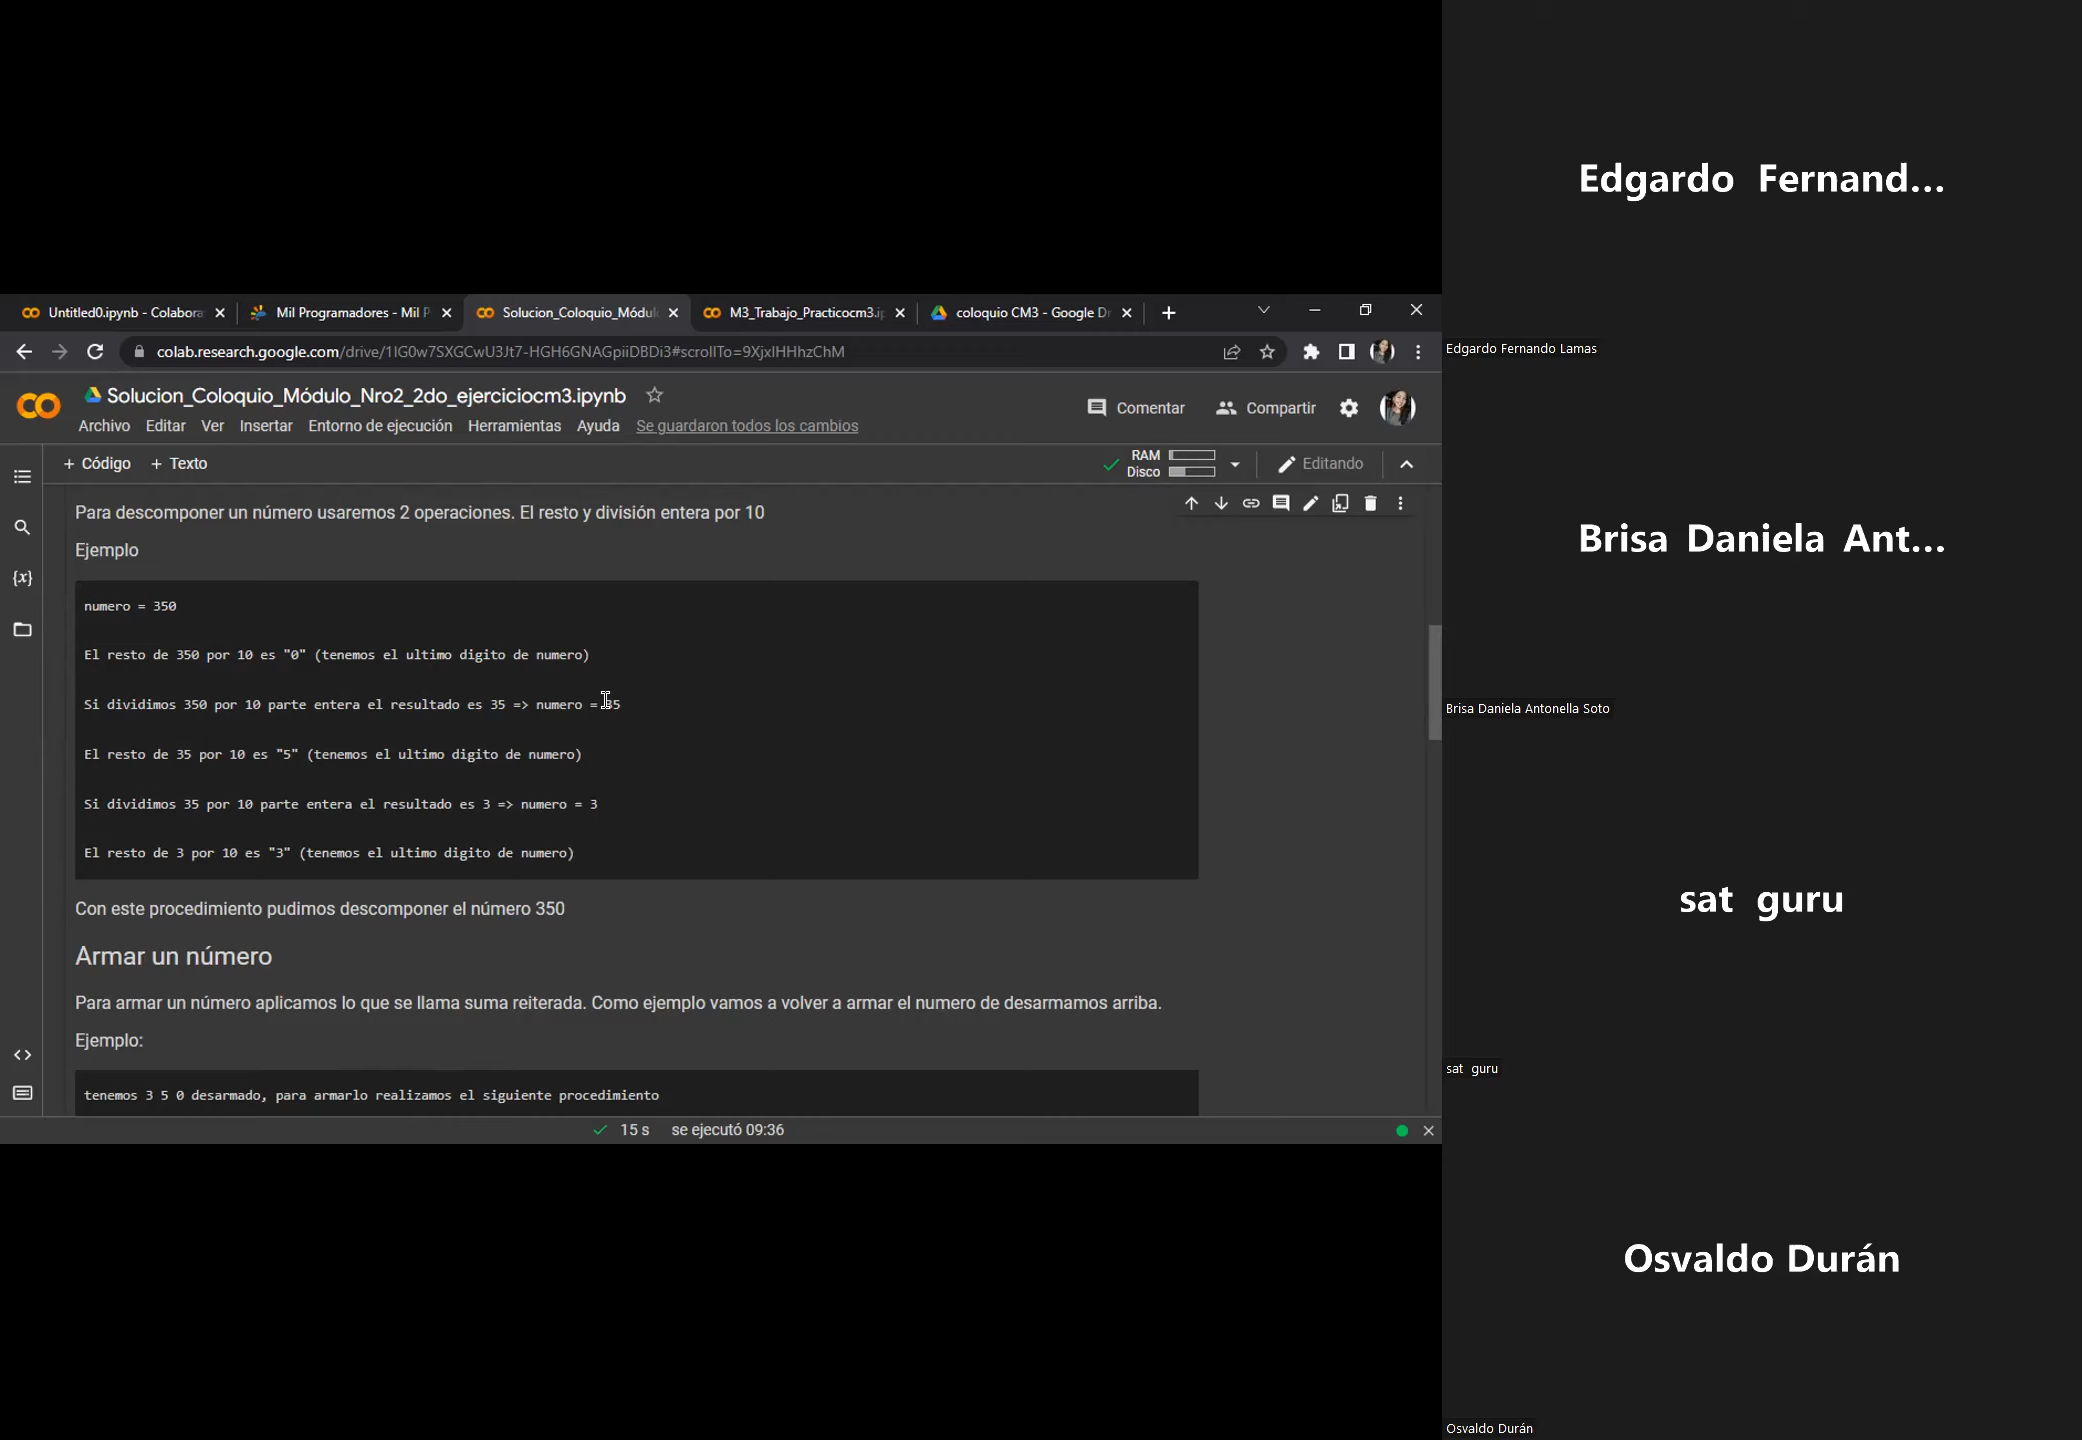 Untitled0.ipynb - Colabora
Mil Programadores - Mil P
Solucion_Coloquio_Módul
M3_Trabajo_Practicocm3.i
coloquio CM3 - Google D
colab.research.google.com/drive/1IG0w7SXGCwU3Jt7-HGH6GNAGpiiDBDi3#scrollTo=9XjxIHHhzChM
CO
Solucion_Coloquio_Módulo_Nro2_2do_ejerciciocm3.ipynb
Comentar
Compartir
Archivo Editar Ver Insertar Entorno de ejecución Herramientas Ayuda Se guardaron todos los cambios
+ Código + Texto
RAM
Disco
Editando
Para descomponer un número usaremos 2 operaciones. El resto y división entera por 10
Ejemplo
{x}
numero = 350
El resto de 350 por 10 es "0" (tenemos el ultimo digito de numero)
Si dividimos 350 por 10 parte entera el resultado es 35 => numero = 35
El resto de 35 por 10 es "5" (tenemos el ultimo digito de numero)
Si dividimos 35 por 10 parte entera el resultado es 3 => numero = 3
El resto de 3 por 10 es "3" (tenemos el ultimo digito de numero)
Con este procedimiento pudimos descomponer el número 350
Armar un número
Para armar un número aplicamos lo que se llama suma reiterada. Como ejemplo vamos a volver a armar el numero de desarmamos arriba.
Ejemplo:
tenemos 3 5 0 desarmado, para armarlo realizamos el siguiente procedimiento
15 s se ejecutó 09:36
Edgardo Fernand...
Edgardo Fernando Lamas
Brisa Daniela Ant...
Brisa Daniela Antonella Soto
sat guru
sat guru
Osvaldo Durán
Osvaldo Durán